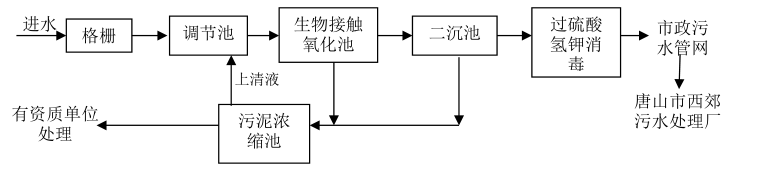 进水
格栅
调节池
生物接触
氧化池
二沉池
过硫酸
氢钾消
毒
市政污
水管网
上清液
唐山市西郊
污水处理厂
有资质单位
处理
污泥浓
缩池